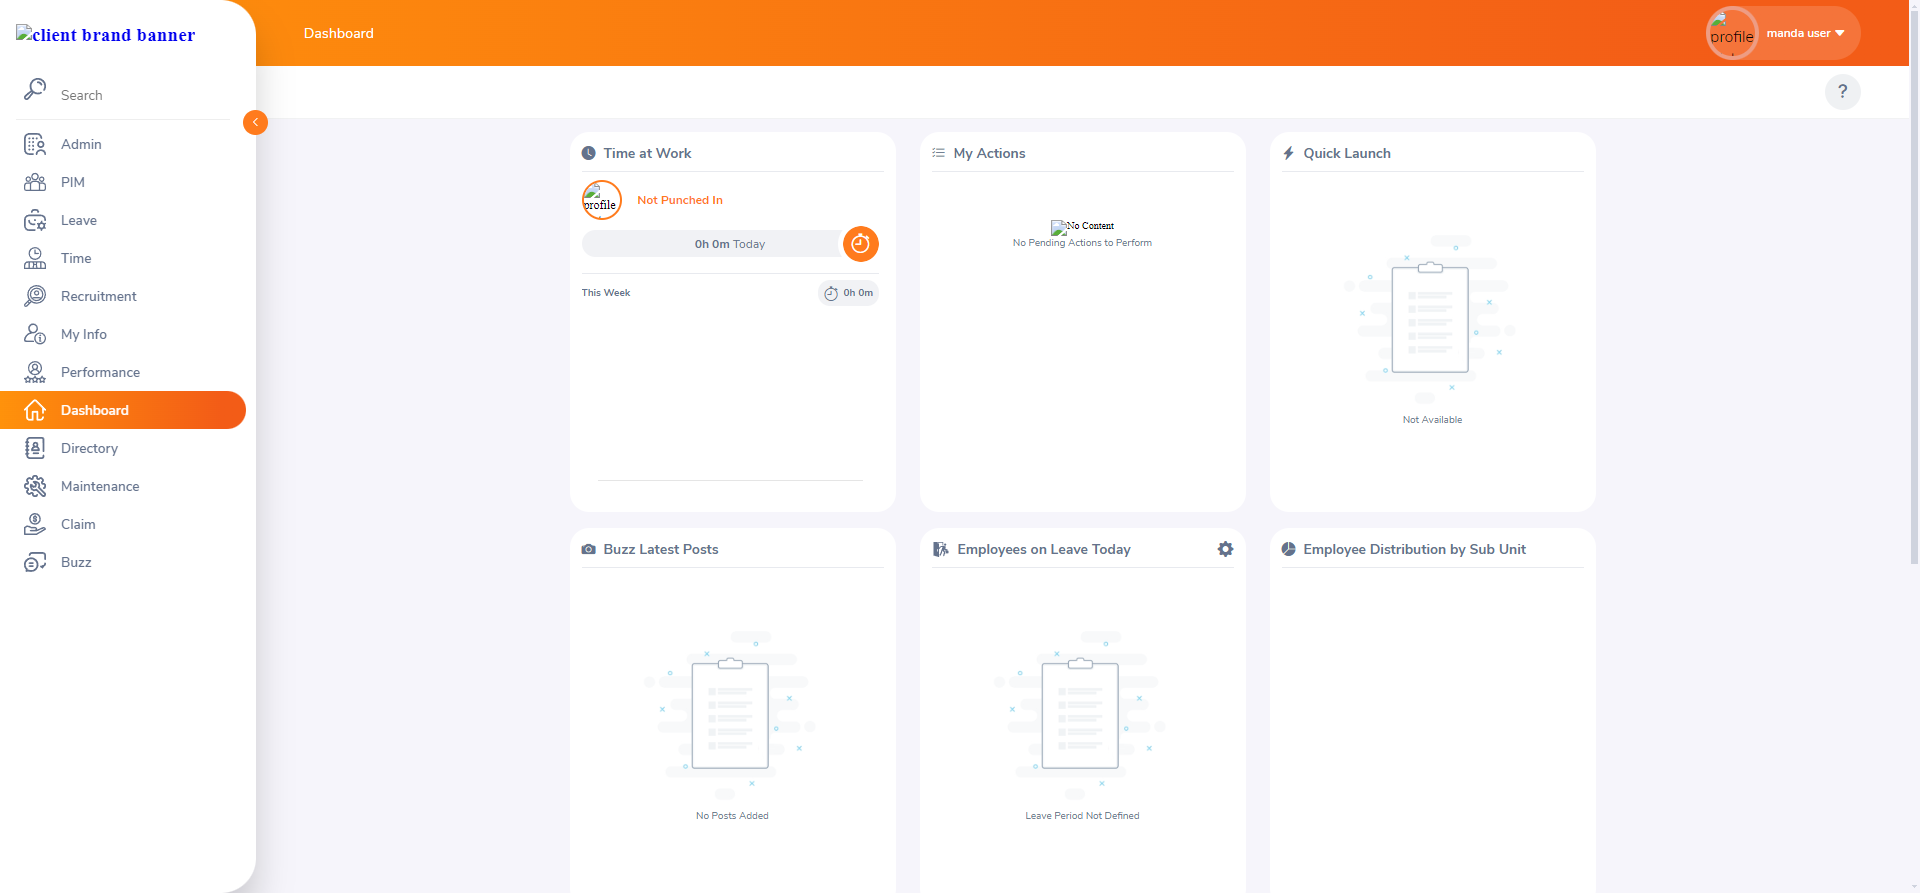 client brand banner
Dashboard
profile
manda user
Search
?
Admin
PIM
Leave
Time
Recruitment
My Info
Performance
Dashboard
Directory
Maintenance
Claim
Buzz
Time at Work
profile
Not Punched In
0h 0m Today
This Week
0h 0m
My Actions
No Content
No Pending Actions to Perform
Quick Launch
Not Available
Buzz Latest Posts
No Posts Added
Employees on Leave Today
Leave Period Not Defined
Employee Distribution by Sub Unit